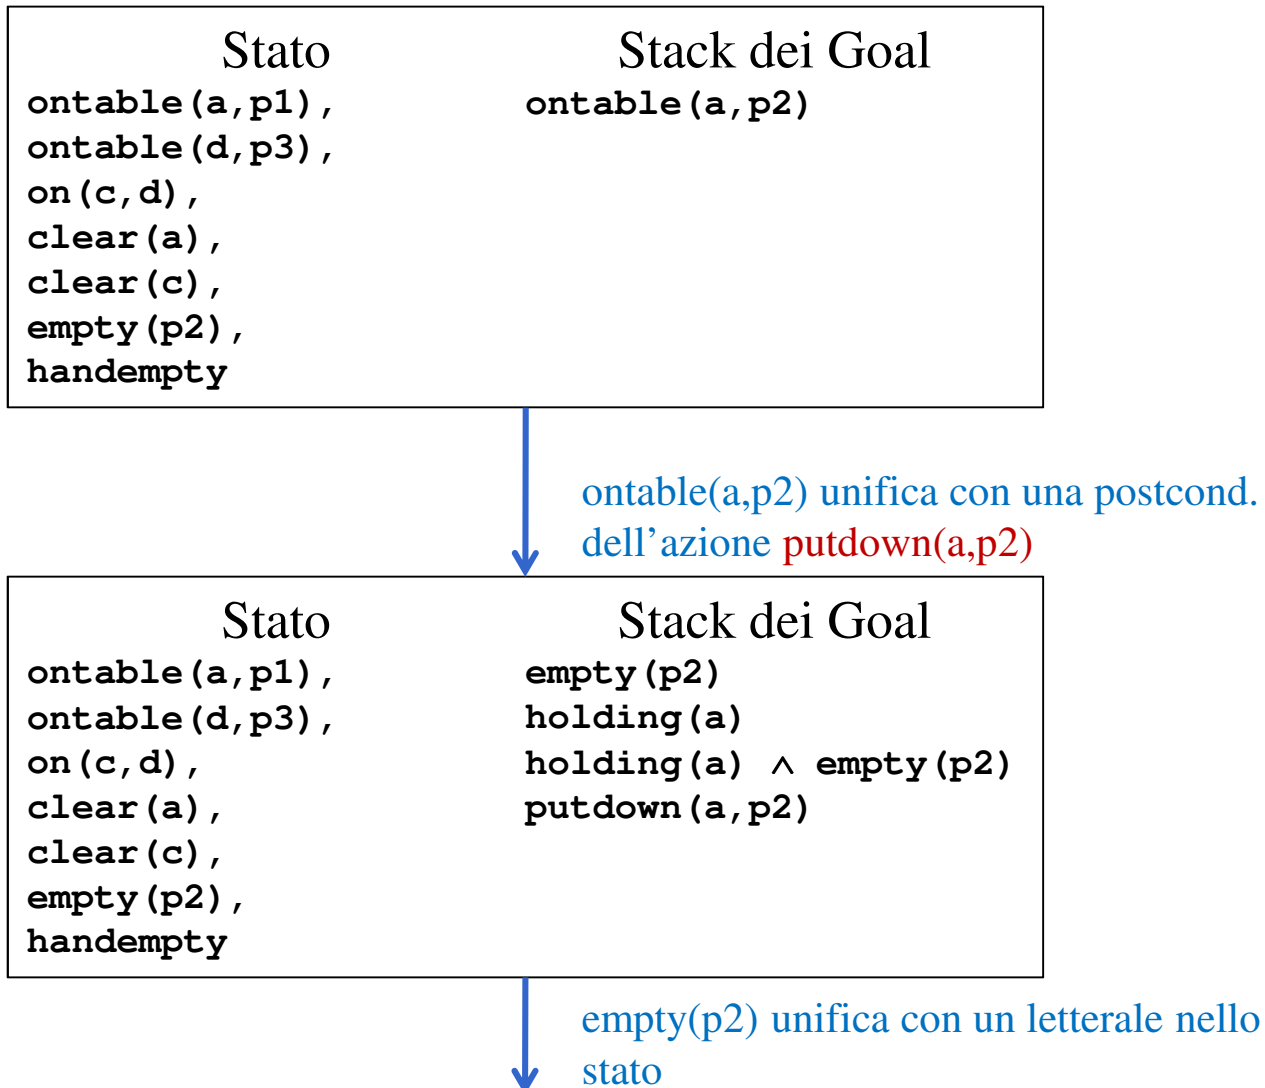 Stato Stack dei Goal
ontable(a,p1), ontable(a,p2)
ontable(d,p3),
on(c,d),
clear(a),
clear(c),
empty(p2),
handempty
ontable(a,p2) unifica con una postcond.
dell’azione putdown(a,p2)
Stato Stack dei Goal
ontable(a,p1), empty(p2)
ontable(d,p3), holding(a)
on(c,d), holding(a) ∧ empty(p2)
clear(a), putdown(a,p2)
clear(c),
empty(p2),
handempty
empty(p2) unifica con un letterale nello
stato